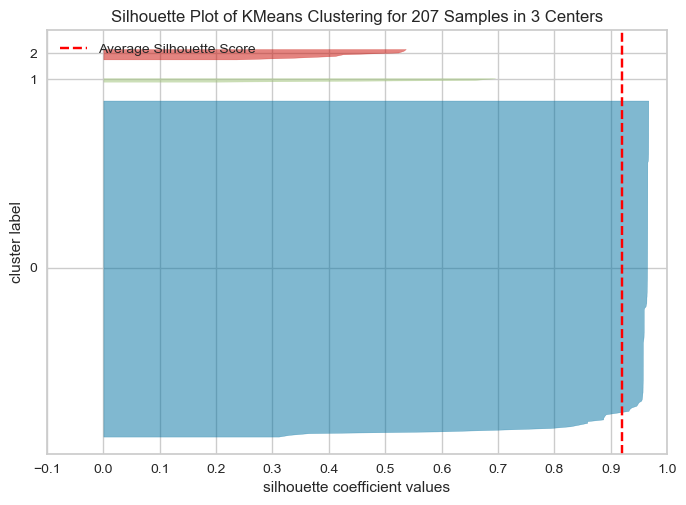 Silhouette Plot of KMeans Clustering for 207 Samples in 3 Centers
Average Silhouette Score
2
1
0
cluster label
−0.1 0.0 0.1 0.2 0.3 0.4 0.5 0.6 0.7 0.8 0.9 1.0
silhouette coefficient values